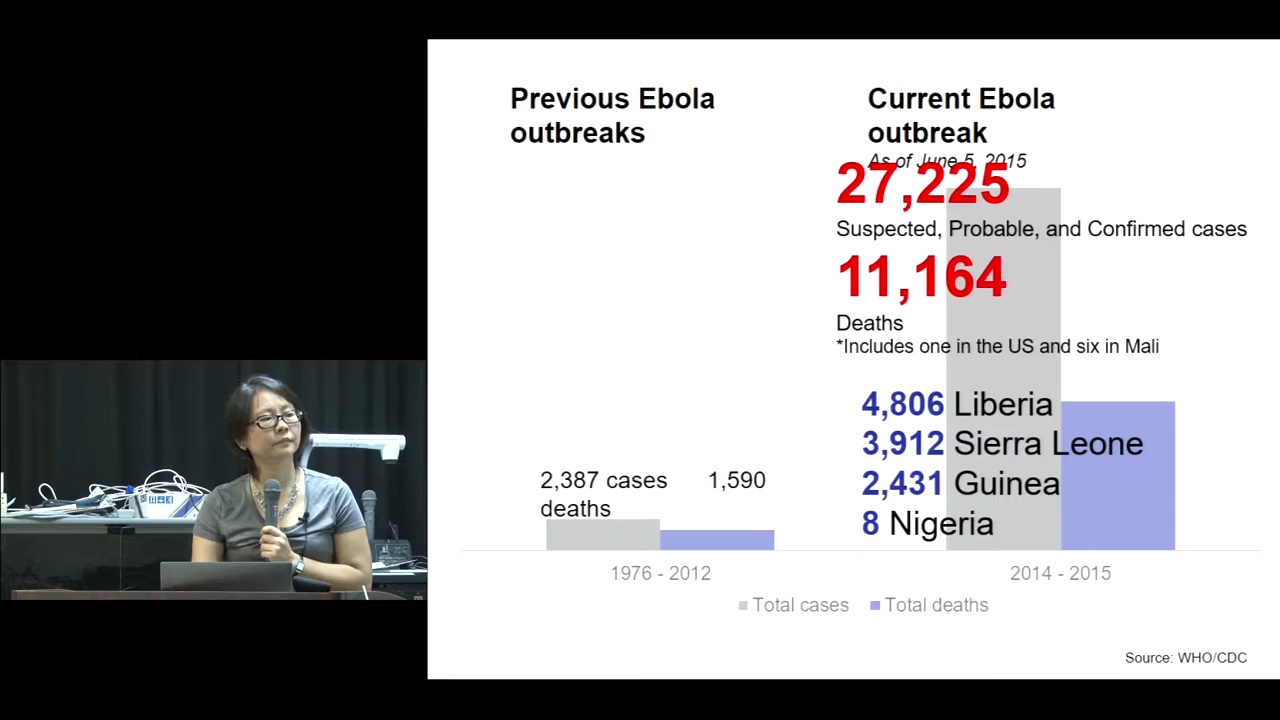 Previous Ebola
outbreaks
Current Ebola
outbreak
As of June 5, 2015
27,225
Suspected, Probable, and Confirmed cases
11,164
Deaths
*Includes one in the US and six in Mali
4,806 Liberia
3,912 Sierra Leone
2,431 Guinea
8 Nigeria
2,387 cases 1,590
deaths
1976 - 2012
2014 - 2015
Total cases Total deaths
Source: WHO/CDC